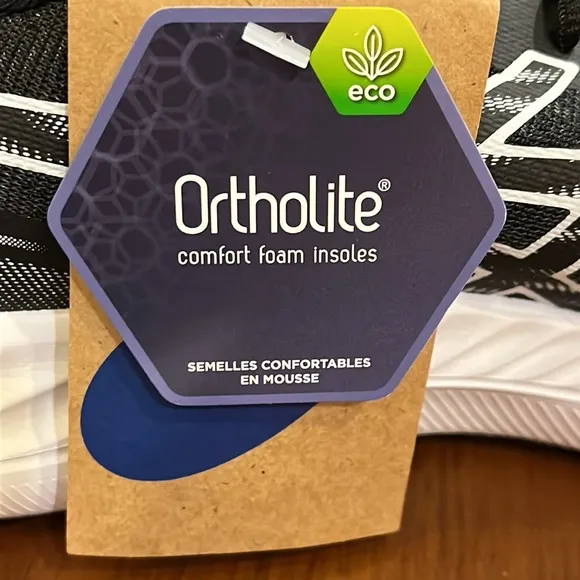 eco
Ortholite®
comfort foam insoles
SEMELLES CONFORTABLES
EN MOUSSE